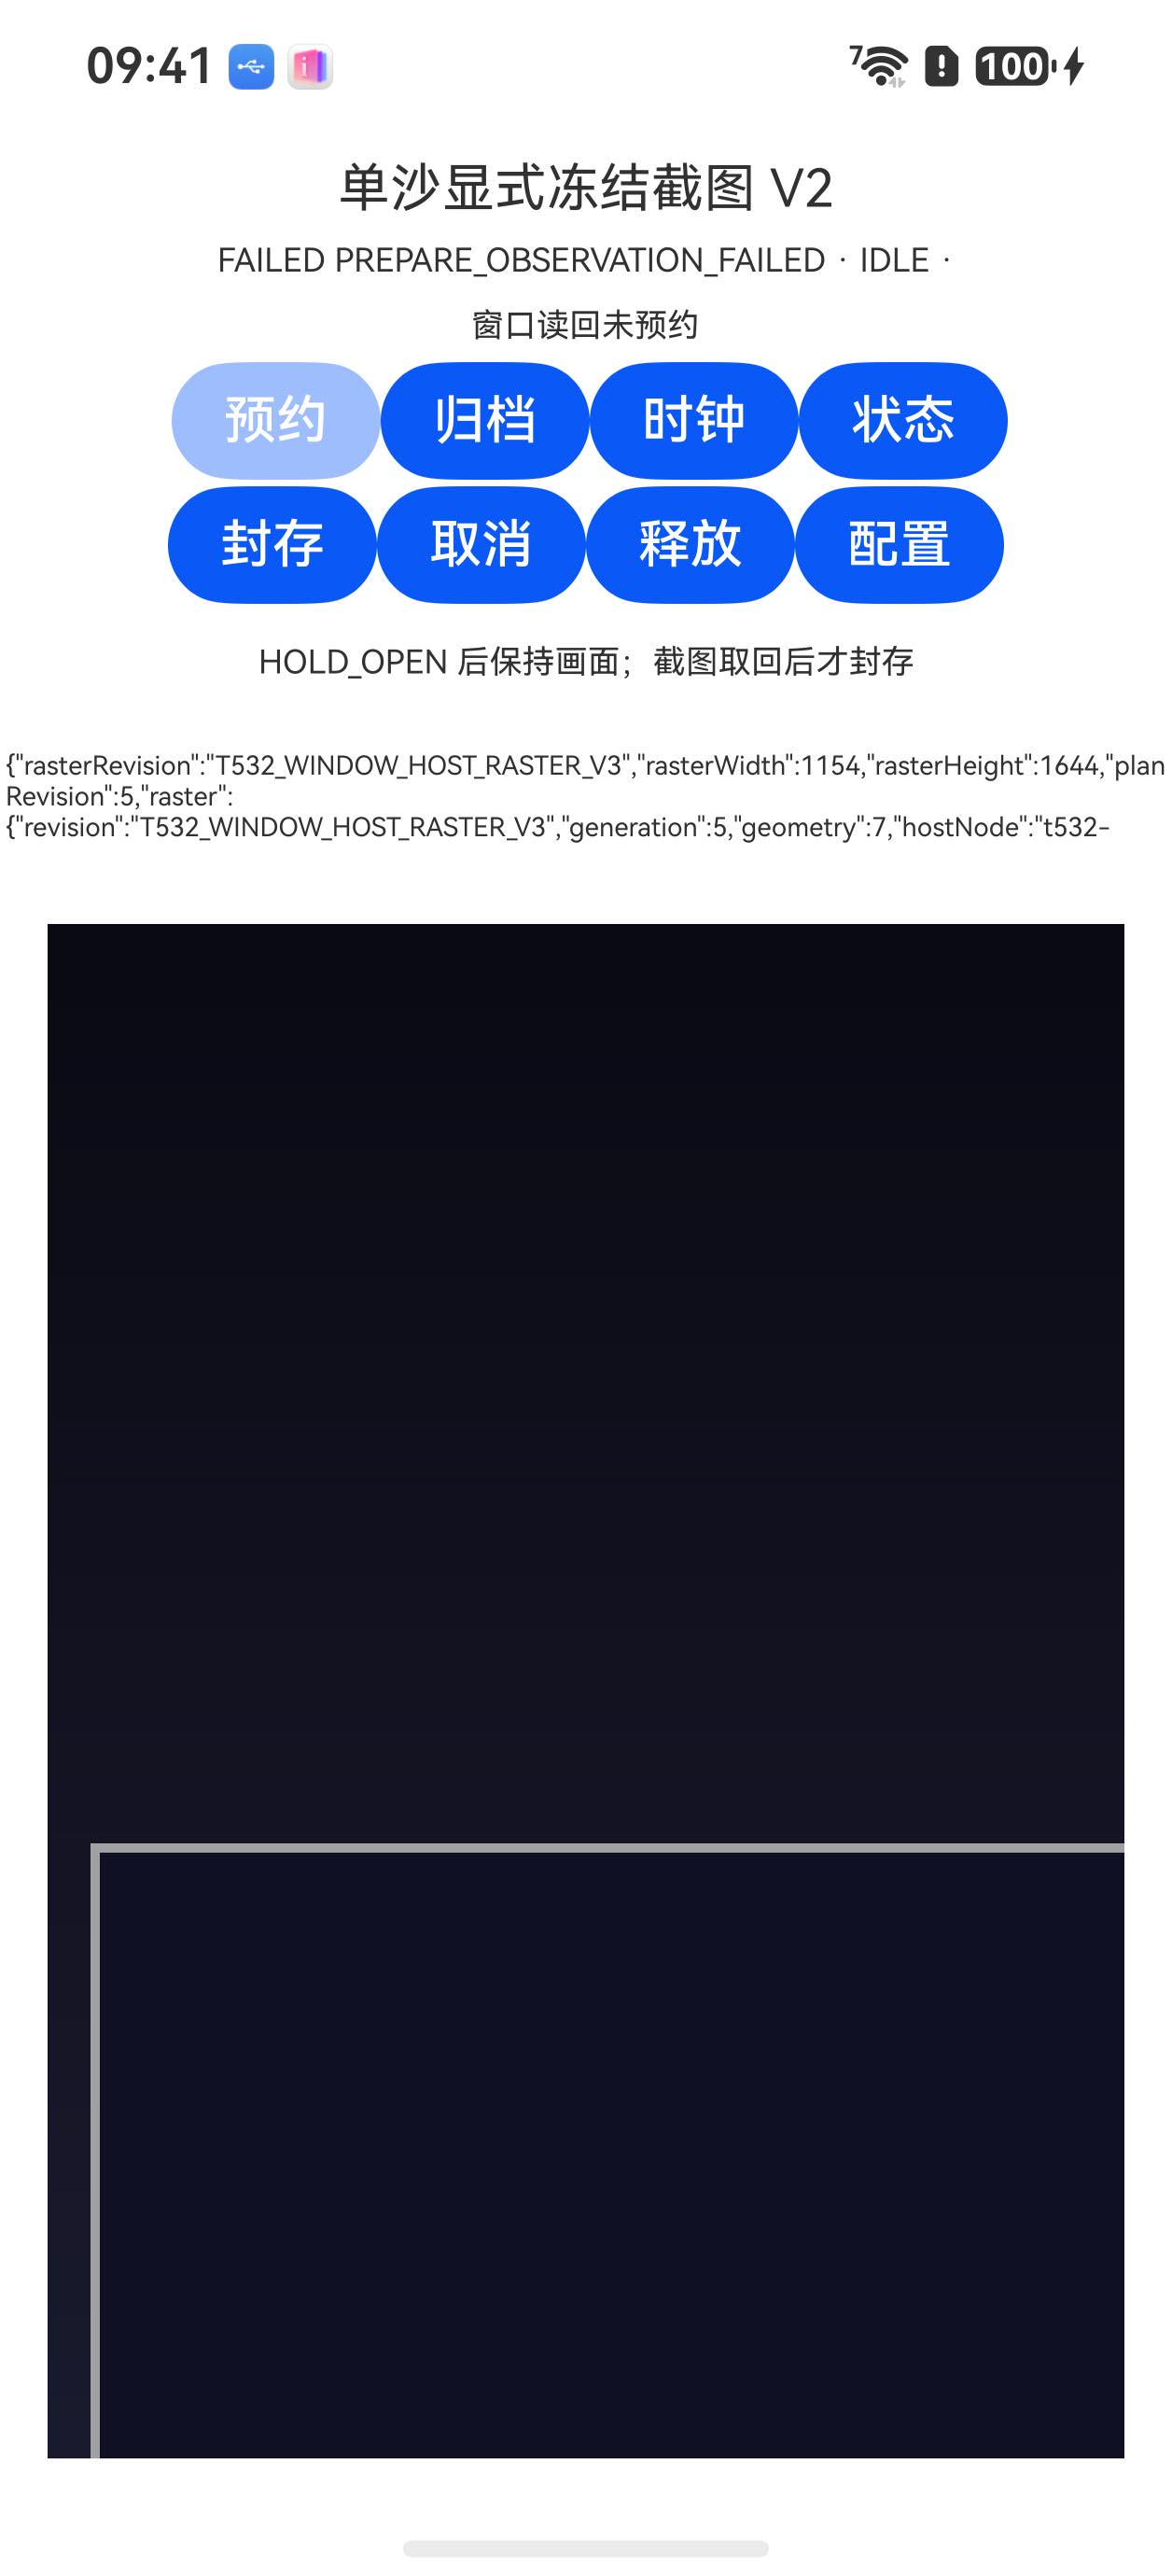 09:41
7
100
单沙显式冻结截图 V2
FAILED PREPARE_OBSERVATION_FAILED · IDLE ·
窗口读回未预约
预约 归档 时钟 状态
封存 取消 释放 配置
HOLD_OPEN 后保持画面；截图取回后才封存
{"rasterRevision":"T532_WINDOW_HOST_RASTER_V3","rasterWidth":1154,"rasterHeight":1644,"plan
Revision":5,"raster":
{"revision":"T532_WINDOW_HOST_RASTER_V3","generation":5,"geometry":7,"hostNode":"t532-